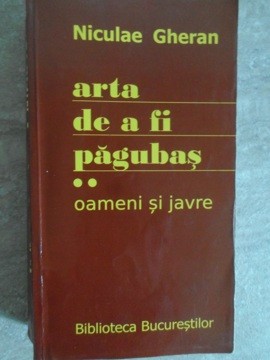 Niculae Gheran
arta
de a fi
păgubaș
••
oameni și javre
Biblioteca Bucureștilor